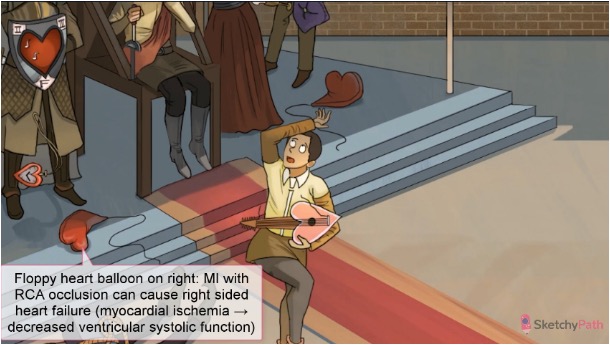 Floppy heart balloon on right: MI with
RCA occlusion can cause right sided
heart failure (myocardial ischemia →
decreased ventricular systolic function)
SketchyPath